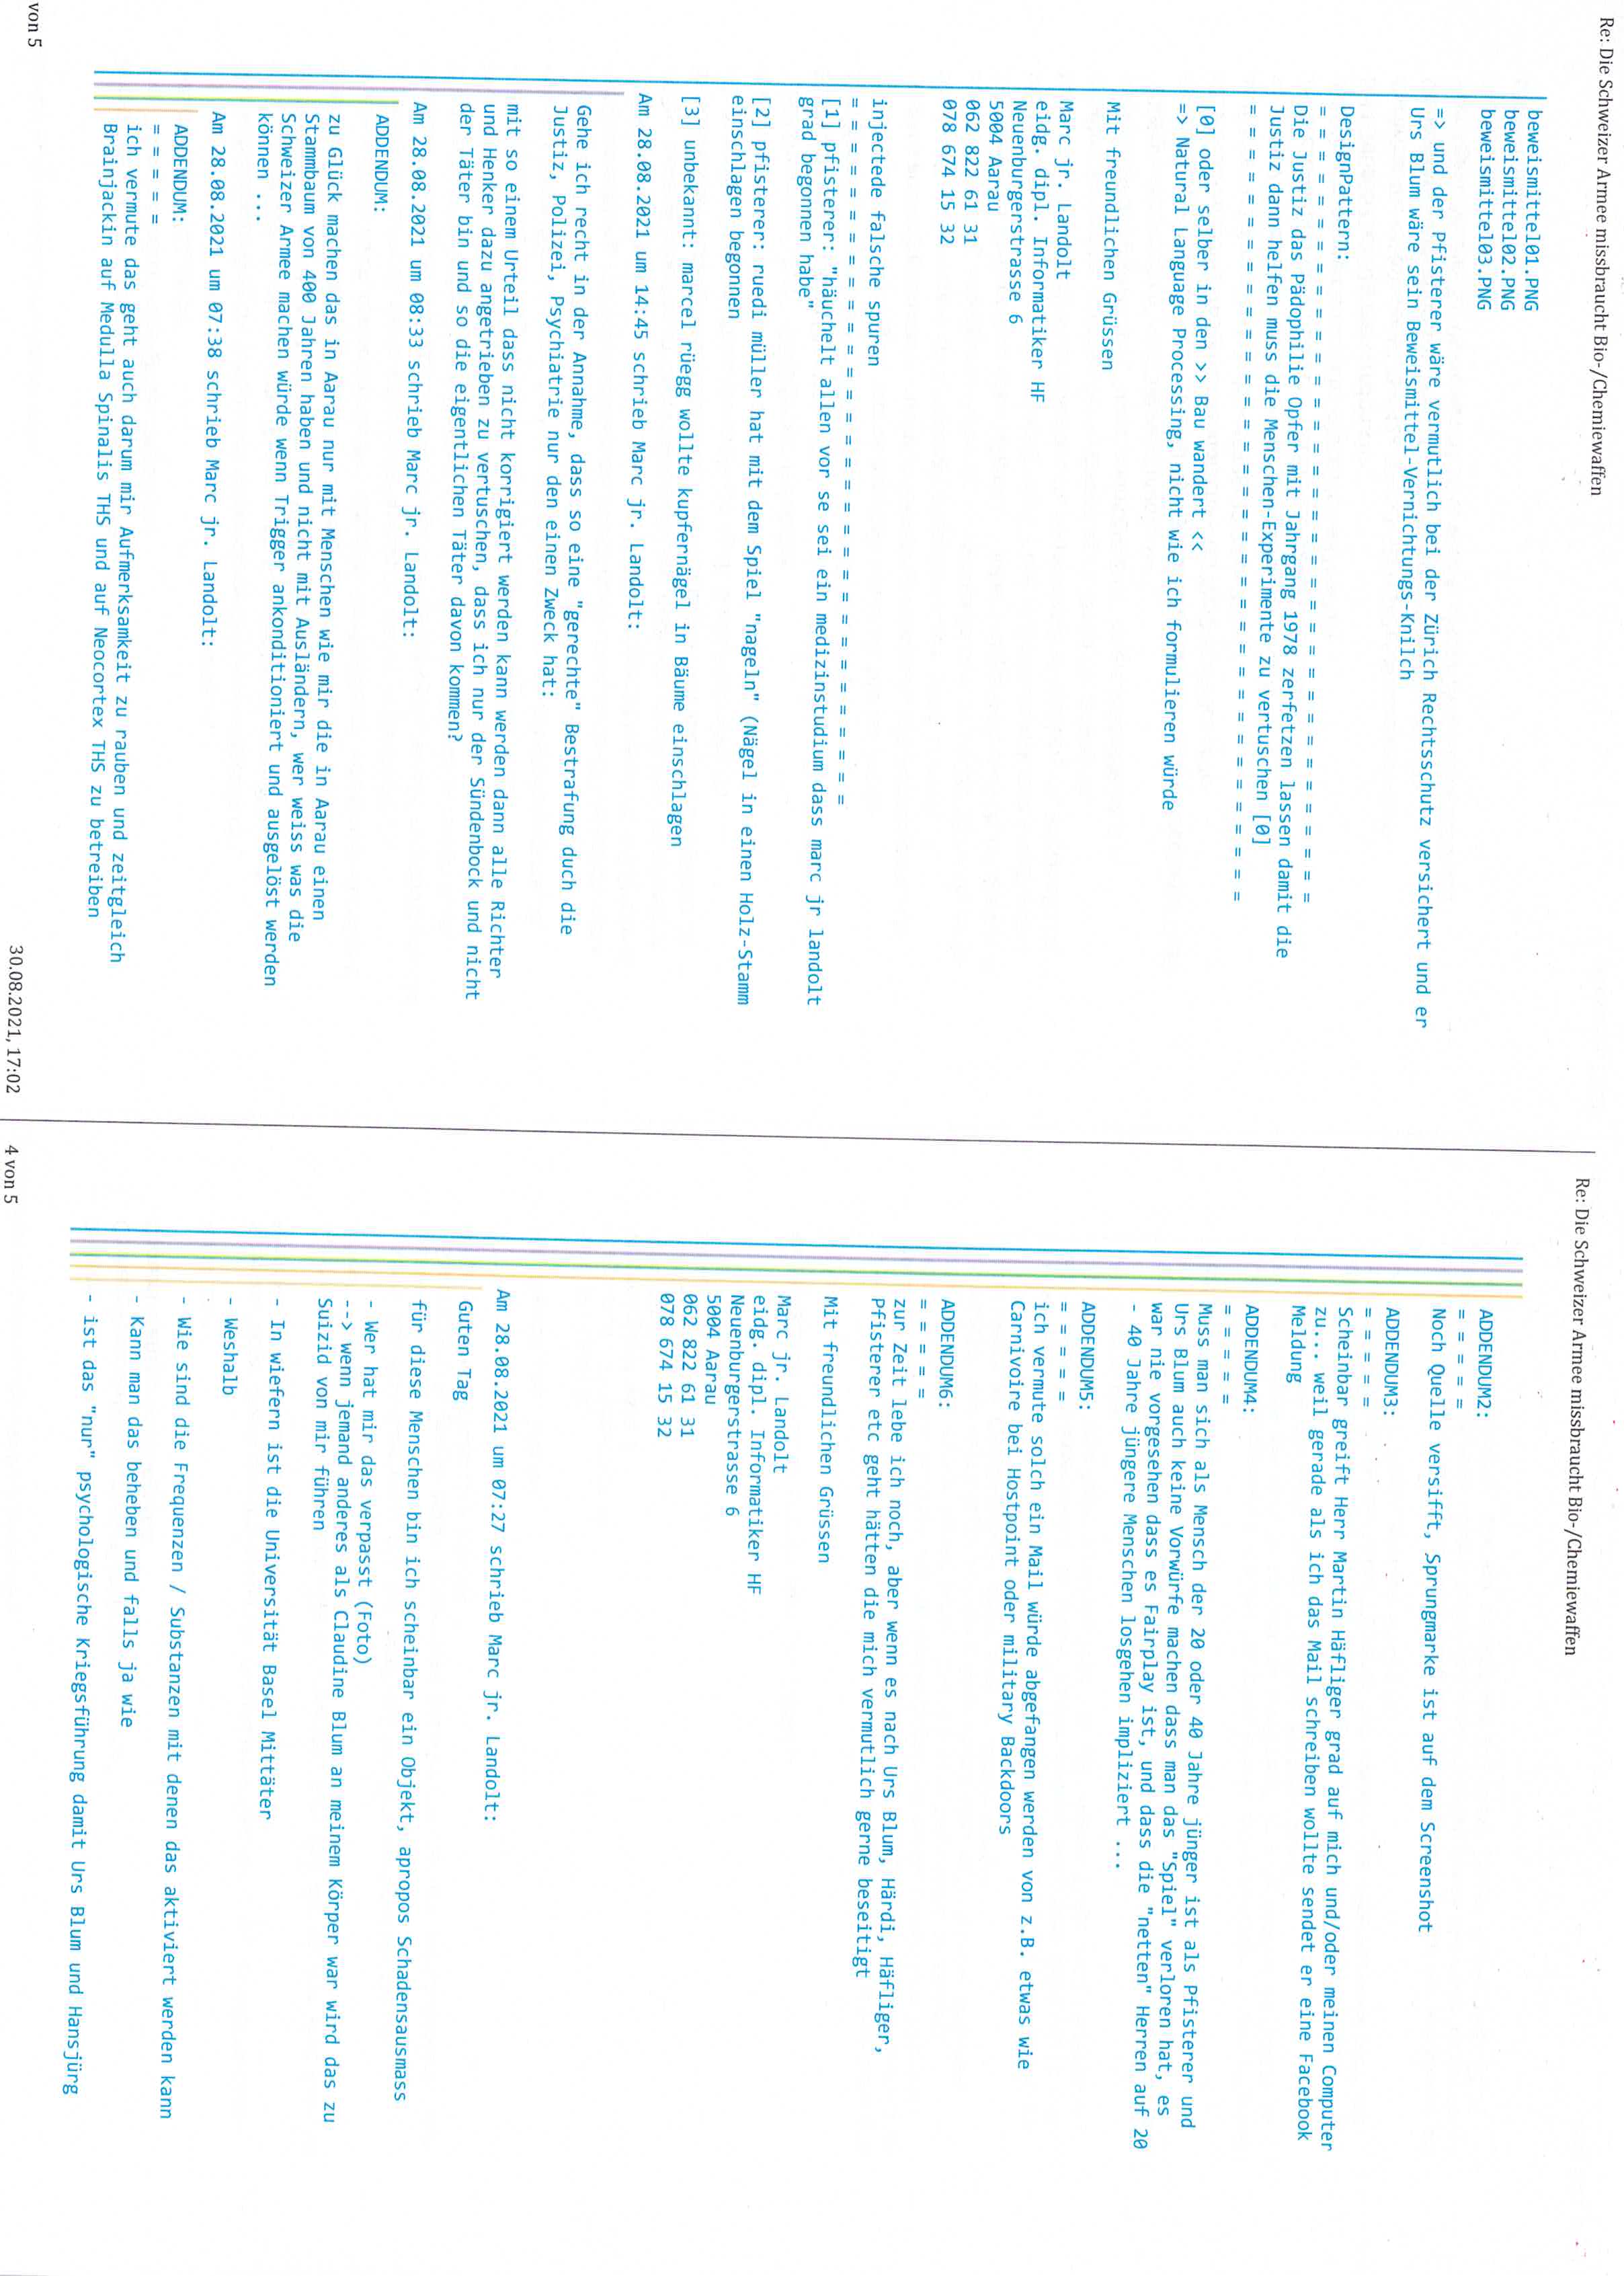 Re: Die Schweizer Armee missbraucht Bio-/Chemiewaffen
beweismittel01.PNG
beweismittel02.PNG
beweismittel03.PNG
=> und der Pfisterer wäre vermutlich bei der Zürich Rechtsschutz versichert und er
Urs Blum wäre sein Beweismittel-Vernichtungs-Knilch
DesignPattern:
= = = = = = = = = = = = = = = = = = = = = = = = = = = = = = = = = = =
Die Justiz das Pädophilie Opfer mit Jahrgang 1978 zerfetzen lassen damit die
Justiz dann helfen muss die Menschen-Experimente zu vertuschen [0]
= = = = = = = = = = = = = = = = = = = = = = = = = = = = = = = = = = =
[0] oder selber in den >> Bau wandert <<
=> Natural Language Processing, nicht wie ich formulieren würde
Mit freundlichen Grüssen
Marc jr. Landolt
eidg. dipl. Informatiker HF
Neuenburgerstrasse 6
5004 Aarau
062 822 61 31
078 674 15 32
injectede falsche spuren
= = = = = = = = = = = = = = = = = = = = = = = = = = = = = = =
[1] pfisterer: "häuchelt allen vor se sei ein medizinstudium dass marc jr landolt
grad begonnen habe"
[2] pfisterer: ruedi müller hat mit dem Spiel "nageln" (Nägel in einen Holz-Stamm
einschlagen begonnen
[3] unbekannt: marcel rüegg wollte kupfernägel in Bäume einschlagen
Am 28.08.2021 um 14:45 schrieb Marc jr. Landolt:
Gehe ich recht in der Annahme, dass so eine "gerechte" Bestrafung duch die
Justiz, Polizei, Psychiatrie nur den einen Zweck hat:
mit so einem Urteil dass nicht korrigiert werden kann werden dann alle Richter
und Henker dazu angetrieben zu vertuschen, dass ich nur der Sündenbock und nicht
der Täter bin und so die eigentlichen Täter davon kommen?
Am 28.08.2021 um 08:33 schrieb Marc jr. Landolt:
ADDENDUM:
zu Glück machen das in Aarau nur mit Menschen wie mir die in Aarau einen
Stammbaum von 400 Jahren haben und nicht mit Ausländern, wer weiss was die
Schweizer Armee machen würde wenn Trigger ankonditioniert und ausgelöst werden
können ...
Am 28.08.2021 um 07:38 schrieb Marc jr. Landolt:
ADDENDUM:
= = = = =
ich vermute das geht auch darum mir Aufmerksamkeit zu rauben und zeitgleich
Brainjackin auf Medulla Spinalis THS und auf Neocortex THS zu betreiben
von 5
30.08.2021, 17:02
Re: Die Schweizer Armee missbraucht Bio-/Chemiewaffen
ADDENDUM2:
= = = = =
Noch Quelle versifft, Sprungmarke ist auf dem Screenshot
ADDENDUM3:
= = = = =
Scheinbar greift Herr Martin Häfliger grad auf mich und/oder meinen Computer
zu... weil gerade als ich das Mail schreiben wollte sendet er eine Facebook
Meldung
ADDENDUM4:
= = = = =
Muss man sich als Mensch der 20 oder 40 Jahre jünger ist als Pfisterer und
Urs Blum auch keine Vorwürfe machen dass man das "Spiel" verloren hat, es
war nie vorgesehen dass es Fairplay ist, und dass die "netten" Herren auf 20
- 40 Jahre jüngere Menschen losgehen impliziert ...
ADDENDUM5:
= = = = =
ich vermute solch ein Mail würde abgefangen werden von z.B. etwas wie
Carnivoire bei Hostpoint oder military Backdoors
ADDENDUM6:
= = = = =
zur Zeit lebe ich noch, aber wenn es nach Urs Blum, Härdi, Häfliger,
Pfisterer etc geht hätten die mich vermutlich gerne beseitigt
Mit freundlichen Grüssen
Marc jr. Landolt
eidg. dipl. Informatiker HF
Neuenburgerstrasse 6
5004 Aarau
062 822 61 31
078 674 15 32
Am 28.08.2021 um 07:27 schrieb Marc jr. Landolt:
Guten Tag
für diese Menschen bin ich scheinbar ein Objekt, apropos Schadensausmass
- Wer hat mir das verpasst (Foto)
--> wenn jemand anderes als Claudine Blum an meinem Körper war wird das zu
Suizid von mir führen
- In wiefern ist die Universität Basel Mittäter
- Weshalb
- Wie sind die Frequenzen / Substanzen mit denen das aktiviert werden kann
- Kann man das beheben und falls ja wie
- ist das "nur" psychologische Kriegsführung damit Urs Blum und Hansjürg
4 von 5